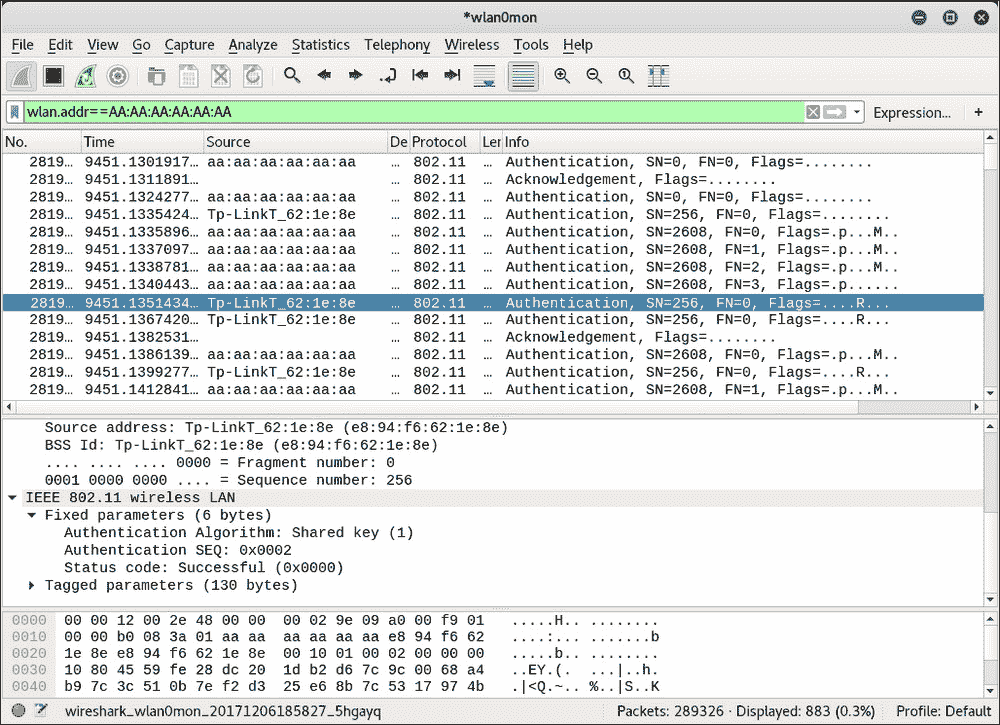 *wlan0mon
File Edit View Go Capture Analyze Statistics Telephony Wireless Tools Help
wlan.addr==AA:AA:AA:AA:AA:AA Expression... +
No. Time Source De Protocol Ler Info
2819… 9451.1301917… aa:aa:aa:aa:aa:aa … 802.11 … Authentication, SN=0, FN=0, Flags=........
2819… 9451.1311891… … 802.11 … Acknowledgement, Flags=........
2819… 9451.1324277… aa:aa:aa:aa:aa:aa … 802.11 … Authentication, SN=0, FN=0, Flags=........
2819… 9451.1335424… Tp-LinkT_62:1e:8e … 802.11 … Authentication, SN=256, FN=0, Flags=........
2819… 9451.1335896… aa:aa:aa:aa:aa:aa … 802.11 … Authentication, SN=2608, FN=0, Flags=.p...M..
2819… 9451.1337097… aa:aa:aa:aa:aa:aa … 802.11 … Authentication, SN=2608, FN=1, Flags=.p...M..
2819… 9451.1338781… aa:aa:aa:aa:aa:aa … 802.11 … Authentication, SN=2608, FN=2, Flags=.p...M..
2819… 9451.1340443… aa:aa:aa:aa:aa:aa … 802.11 … Authentication, SN=2608, FN=3, Flags=.p......
2819… 9451.1351434… Tp-LinkT_62:1e:8e … 802.11 … Authentication, SN=256, FN=0, Flags=....R...
2819… 9451.1367420… Tp-LinkT_62:1e:8e … 802.11 … Authentication, SN=256, FN=0, Flags=....R...
2819… 9451.1382531… … 802.11 … Acknowledgement, Flags=........
2819… 9451.1386139… aa:aa:aa:aa:aa:aa … 802.11 … Authentication, SN=2608, FN=0, Flags=.p...M..
2819… 9451.1399277… Tp-LinkT_62:1e:8e … 802.11 … Authentication, SN=256, FN=0, Flags=....R...
2819… 9451.1412841… aa:aa:aa:aa:aa:aa … 802.11 … Authentication, SN=2608, FN=1, Flags=.p...M..
Source address: Tp-LinkT_62:1e:8e (e8:94:f6:62:1e:8e)
BSS Id: Tp-LinkT_62:1e:8e (e8:94:f6:62:1e:8e)
.... .... .... 0000 = Fragment number: 0
0001 0000 0000 .... = Sequence number: 256
IEEE 802.11 wireless LAN
Fixed parameters (6 bytes)
Authentication Algorithm: Shared key (1)
Authentication SEQ: 0x0002
Status code: Successful (0x0000)
Tagged parameters (130 bytes)
0000 00 00 12 00 2e 48 00 00 00 02 9e 09 a0 00 f9 01 .....H.. ........
0010 00 00 b0 08 3a 01 aa aa aa aa aa aa e8 94 f6 62 ....:... .......b
0020 1e 8e e8 94 f6 62 1e 8e 00 10 01 00 02 00 00 00 .....b.. ........
0030 10 80 45 59 fe 28 dc 20 1d b2 d6 7c 9c 00 68 a4 ..EY.(. ...|..h.
0040 b9 7c 3c 51 0b 7e f2 d3 25 e6 8b 7c 53 17 97 4b .|<Q.~.. %..|S..K
wireshark_wlan0mon_20171206185827_5hgayq Packets: 289326 · Displayed: 883 (0.3%) Profile: Default